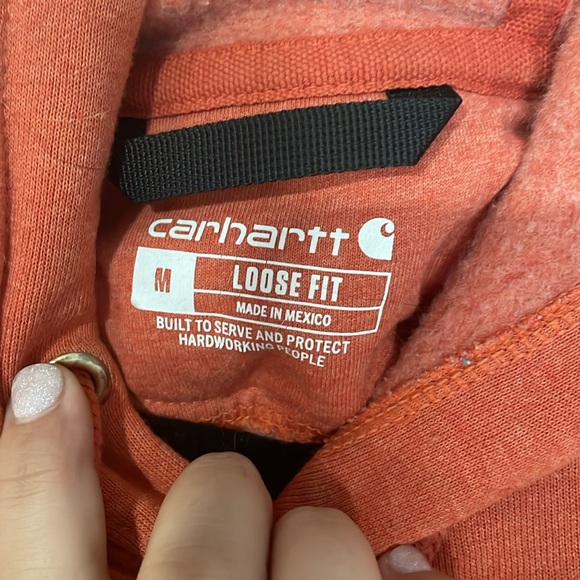 carhartt
M LOOSE FIT
MADE IN MEXICO
BUILT TO SERVE AND PROTECT
HARDWORKING PEOPLE